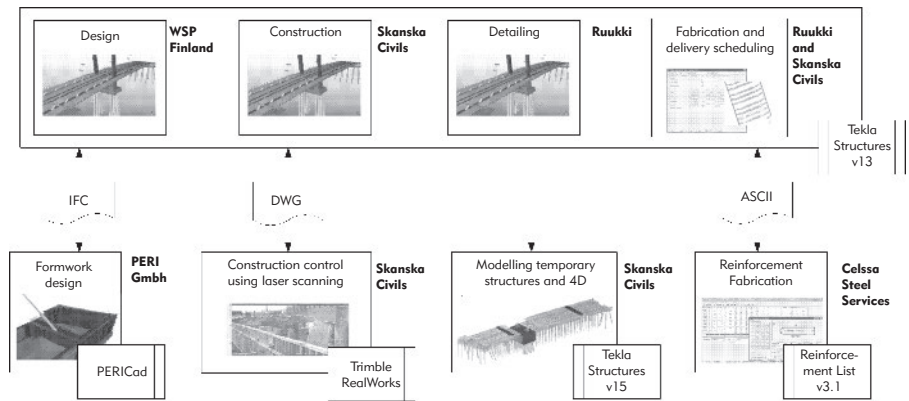 Design
WSP
Finland
Construction
Skanska
Civils
Detailing
Ruukki
Fabrication and
delivery scheduling
Ruukki
and
Skanska
Civils
Tekla
Structures
v13
IFC
DWG
ASCII
Formwork
design
PERI
Gmbh
PERICad
Construction control
using laser scanning
Skanska
Civils
Trimble
RealWorks
Modelling temporary
structures and 4D
Skanska
Civils
Tekla
Structures
v15
Reinforcement
Fabrication
Celssa
Steel
Services
Reinforce-
ment List
v3.1